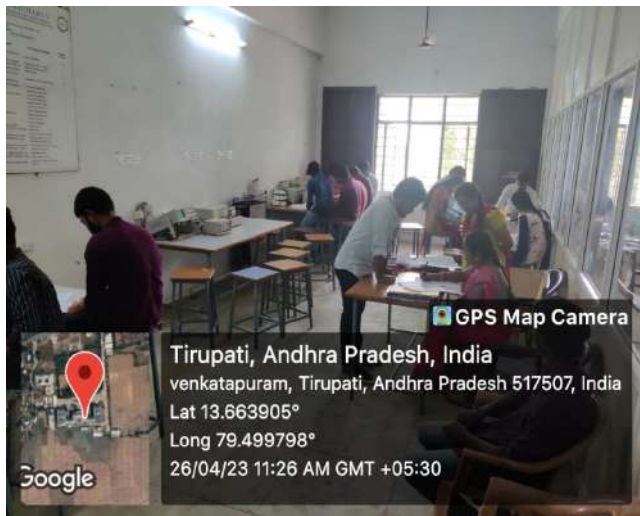 GPS Map Camera
Tirupati, Andhra Pradesh, India
venkatapuram, Tirupati, Andhra Pradesh 517507, India
Lat 13.663905°
Long 79.499798°
26/04/23 11:26 AM GMT +05:30
Google